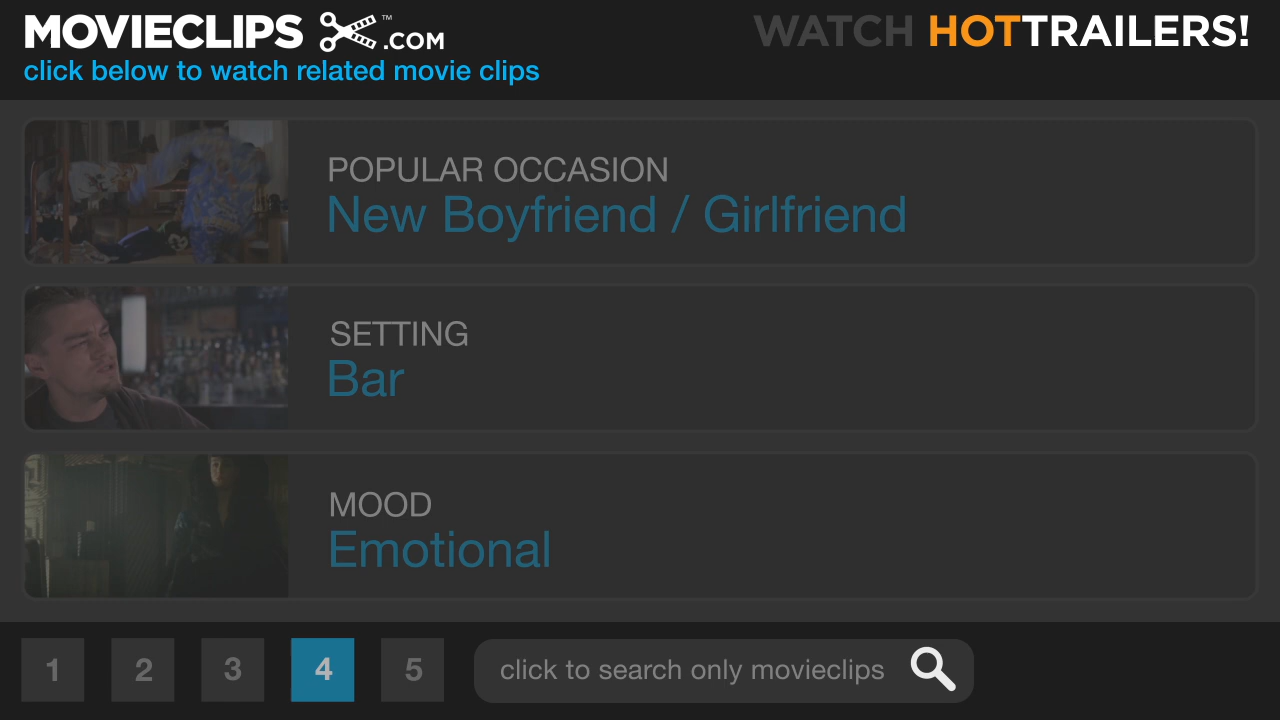 MOVIECLIPS ™ .COM
WATCH HOTTRAILERS!
click below to watch related movie clips
POPULAR OCCASION
New Boyfriend / Girlfriend
SETTING
Bar
MOOD
Emotional
1 2 3 4 5 click to search only movieclips